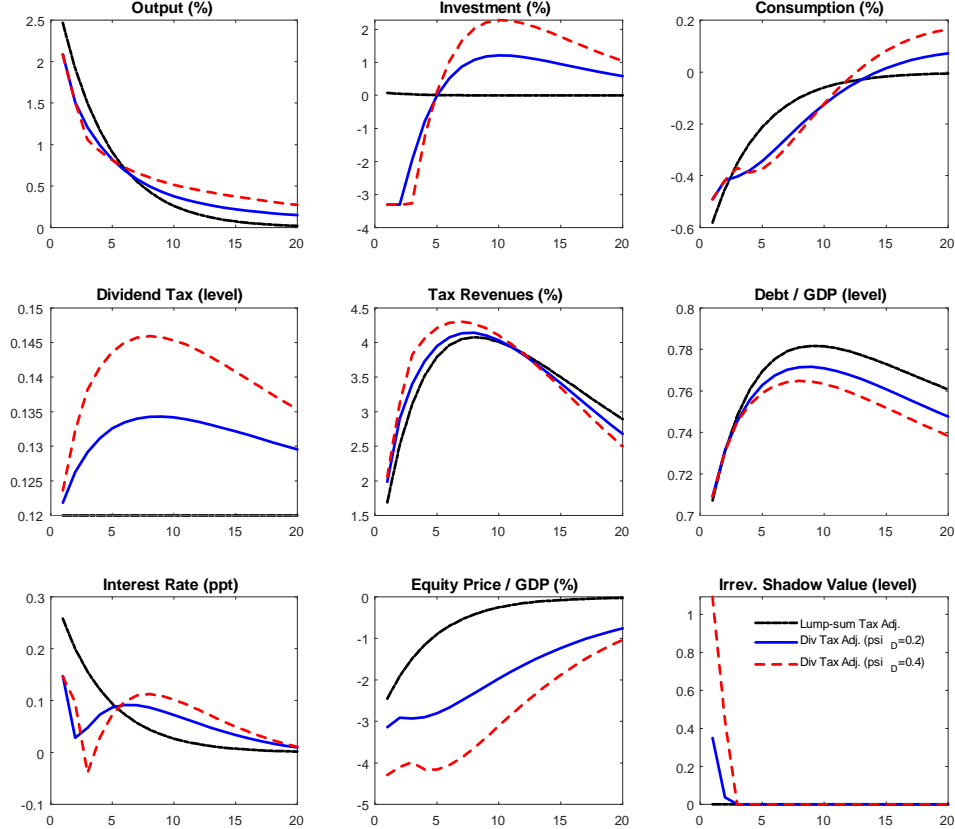 Output (%)
2.5
2
1.5
1
0.5
0
0 5 10 15 20
Investment (%)
2
1
0
-1
-2
-3
-4
0 5 10 15 20
Consumption (%)
0.2
0
-0.2
-0.4
-0.6
0 5 10 15 20
Dividend Tax (level)
0.15
0.145
0.14
0.135
0.13
0.125
0.12
0 5 10 15 20
Tax Revenues (%)
4.5
4
3.5
3
2.5
2
1.5
0 5 10 15 20
Debt / GDP (level)
0.8
0.78
0.76
0.74
0.72
0.7
0 5 10 15 20
Interest Rate (ppt)
0.3
0.2
0.1
0
-0.1
0 5 10 15 20
Equity Price / GDP (%)
0
-1
-2
-3
-4
-5
0 5 10 15 20
Irrev. Shadow Value (level)
1
0.8
0.6
0.4
0.2
0
0 5 10 15 20
Lump-sum Tax Adj.
Div Tax Adj. (psi D=0.2)
Div Tax Adj. (psi D=0.4)